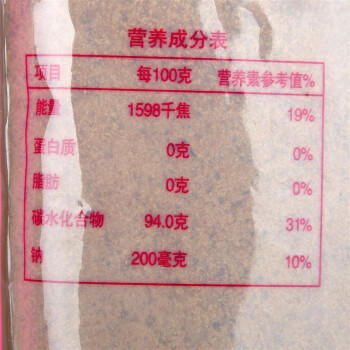 营养成分表
项目 每100克 营养素参考值%
能量 1598千焦 19%
蛋白质 0克 0%
脂肪 0克 0%
碳水化合物 94.0克 31%
钠 200毫克 10%